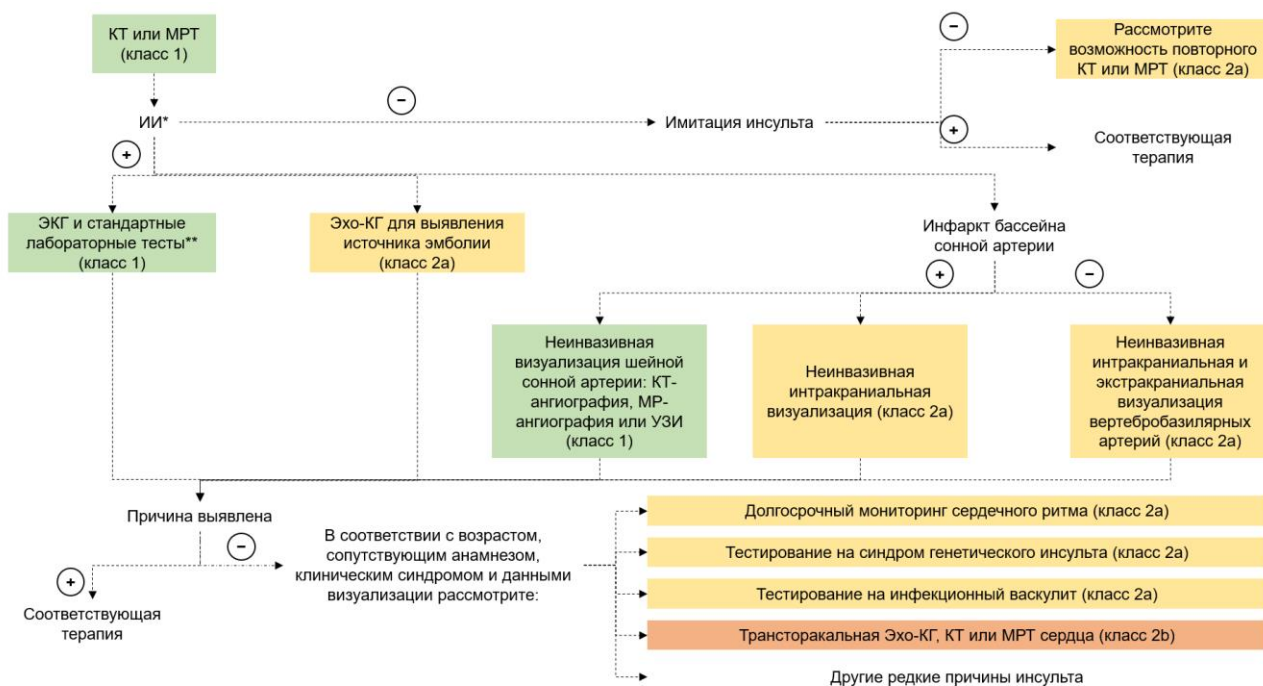 КТ или МРТ
(класс 1)
−
Рассмотрите
возможность повторного
КТ или МРТ (класс 2а)
ИИ*
−
Имитация инсульта
+
Соответствующая
терапия
+
ЭКГ и стандартные
лабораторные тесты**
(класс 1)
Эхо-КГ для выявления
источника эмболии
(класс 2а)
Инфаркт бассейна
сонной артерии
+
−
Неинвазивная
визуализация шейной
сонной артерии: КТ-
ангиография, МР-
ангиография или УЗИ
(класс 1)
Неинвазивная
интракраниальная
визуализация (класс 2а)
Неинвазивная
интракраниальная и
экстракраниальная
визуализация
вертебробазилярных
артерий (класс 2а)
Причина выявлена
−
+
Соответствующая
терапия
В соответствии с возрастом,
сопутствующим анамнезом,
клиническим синдромом и данными
визуализации рассмотрите:
Долгосрочный мониторинг сердечного ритма (класс 2а)
Тестирование на синдром генетического инсульта (класс 2а)
Тестирование на инфекционный васкулит (класс 2а)
Трансторакальная Эхо-КГ, КТ или МРТ сердца (класс 2b)
Другие редкие причины инсульта